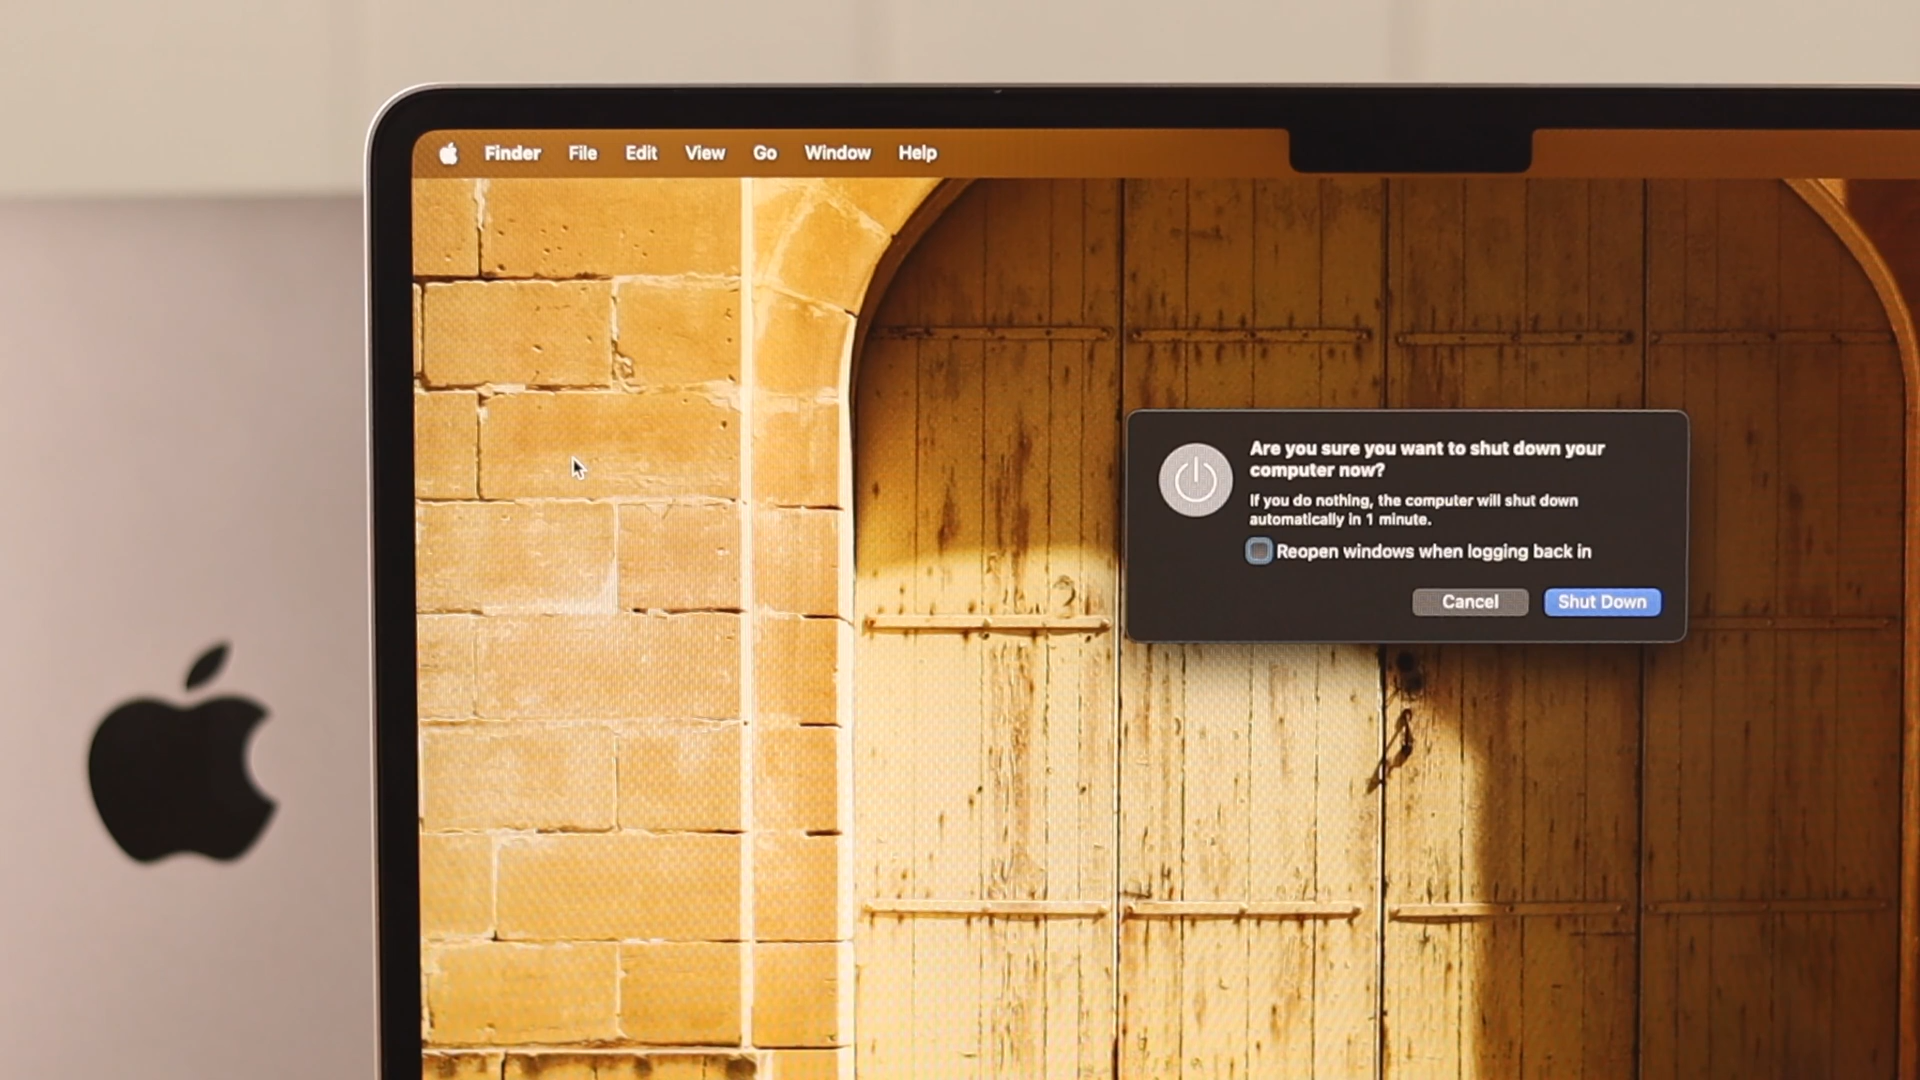 Finder File Edit View Go Window Help
Are you sure you want to shut down your
computer now?
If you do nothing, the computer will shut down
automatically in 1 minute.
Reopen windows when logging back in
Cancel Shut Down